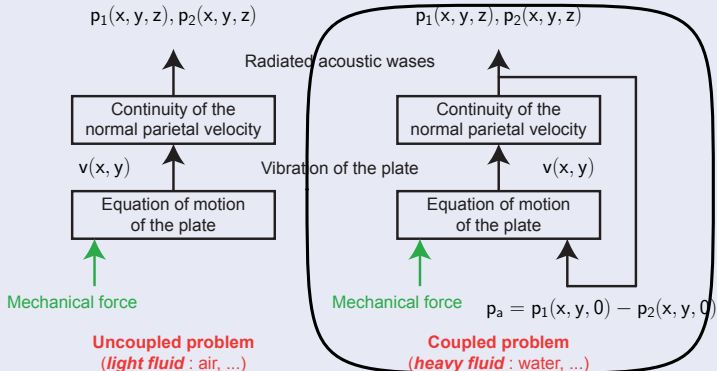 p₁(x, y, z), p₂(x, y, z)
Continuity of the
normal parietal velocity
v(x, y)
Equation of motion
of the plate
Mechanical force
Uncoupled problem
(light fluid : air, ...)
Radiated acoustic wases
Vibration of the plate
p₁(x, y, z), p₂(x, y, z)
Continuity of the
normal parietal velocity
v(x, y)
Equation of motion
of the plate
Mechanical force
pₐ = p₁(x, y, 0) − p₂(x, y, 0)
Coupled problem
(heavy fluid : water, ...)